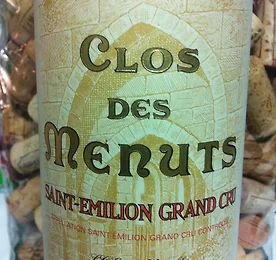 CLOS
DES
MENUTS
SAINT-EMILION GRAND CRU
APPELLATION SAINT-EMILION GRAND CRU CONTRÔLÉE